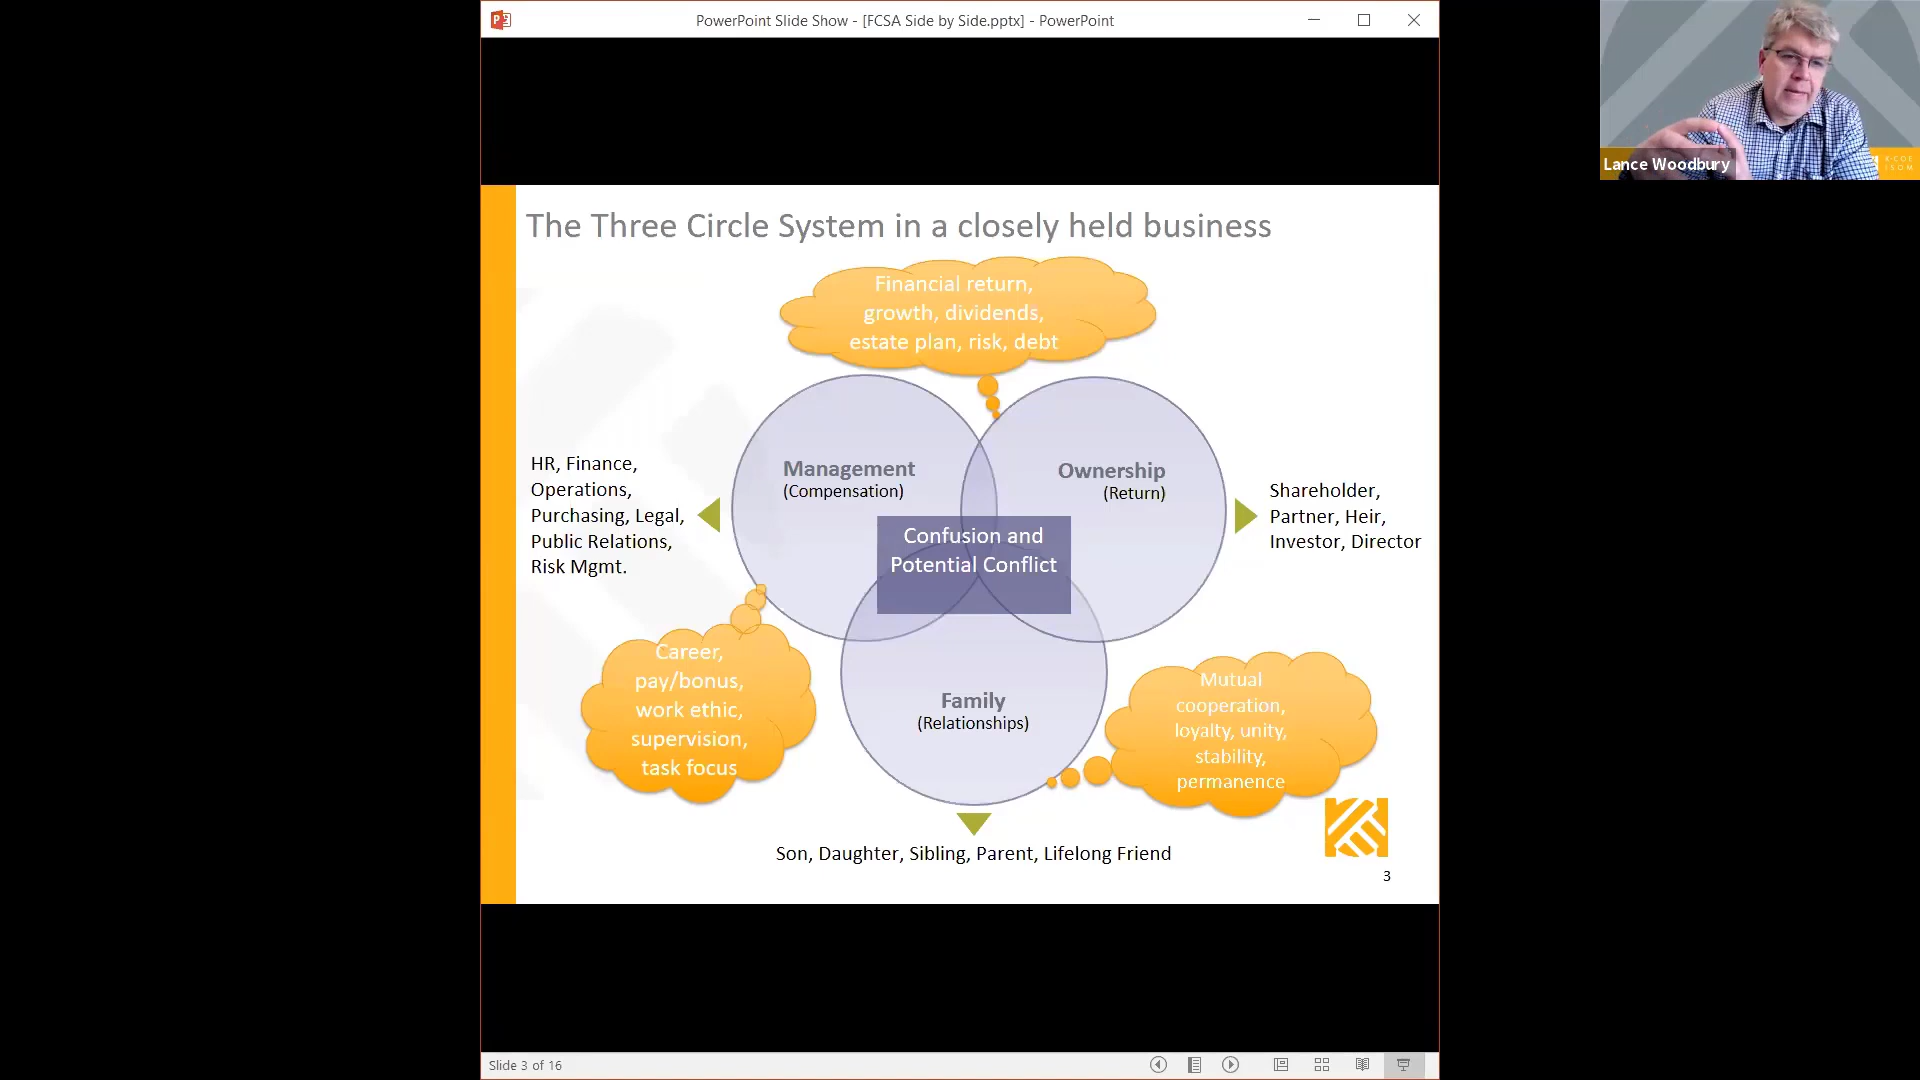 PowerPoint Slide Show - [FCSA Side by Side.pptx] - PowerPoint
Lance Woodbury
K·COE
ISOM
The Three Circle System in a closely held business
Financial return,
growth, dividends,
estate plan, risk, debt
Management
(Compensation)
Ownership
(Return)
HR, Finance,
Operations,
Purchasing, Legal,
Public Relations,
Risk Mgmt.
Shareholder,
Partner, Heir,
Investor, Director
Confusion and
Potential Conflict
Career,
pay/bonus,
work ethic,
supervision,
task focus
Family
(Relationships)
Mutual
cooperation,
loyalty, unity,
stability,
permanence
Son, Daughter, Sibling, Parent, Lifelong Friend
3
Slide 3 of 16